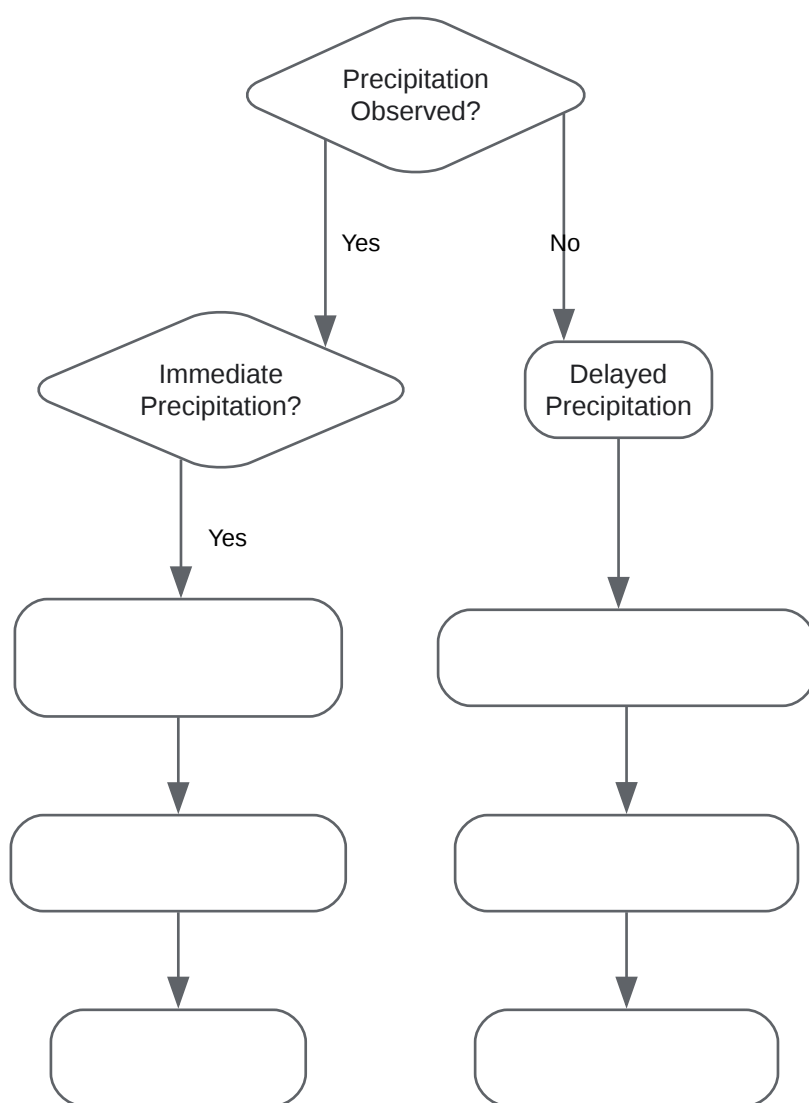 Precipitation
Observed?
Yes
No
Immediate
Precipitation?
Delayed
Precipitation
Yes